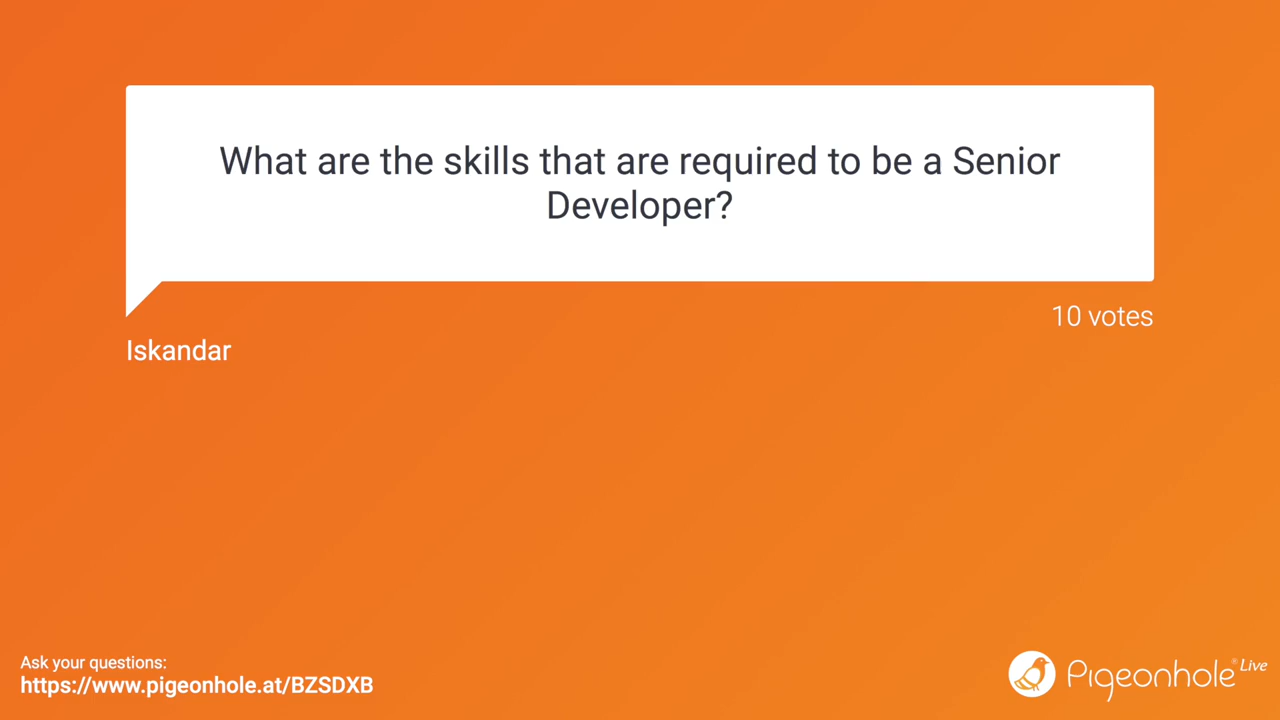 What are the skills that are required to be a Senior
Developer?
10 votes
Iskandar
Ask your questions:
https://www.pigeonhole.at/BZSDXB
Pigeonhole® Live